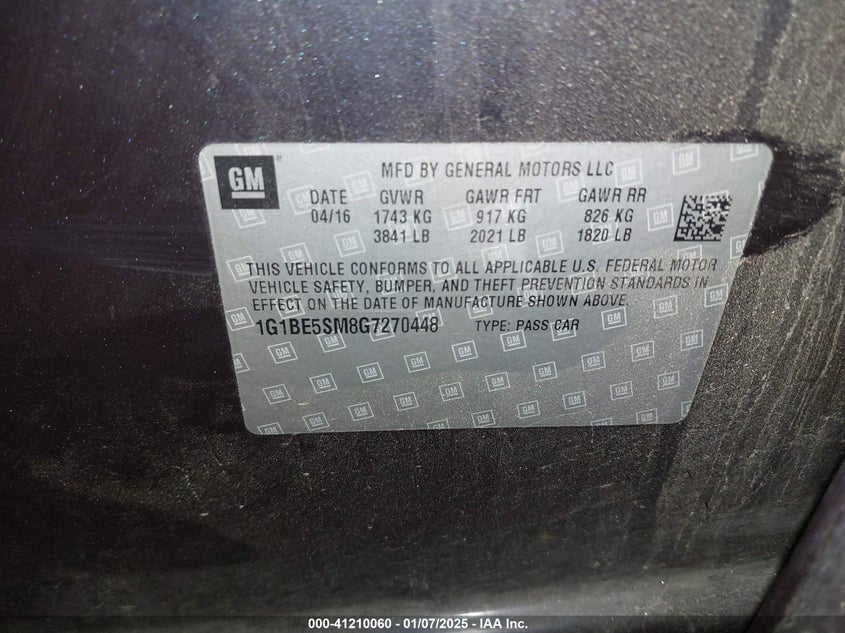 GM
MFD BY GENERAL MOTORS LLC
DATE GVWR GAWR FRT GAWR RR
04/16 1743 KG 917 KG 826 KG
3841 LB 2021 LB 1820 LB
THIS VEHICLE CONFORMS TO ALL APPLICABLE U.S. FEDERAL MOTOR
VEHICLE SAFETY, BUMPER, AND THEFT PREVENTION STANDARDS IN
EFFECT ON THE DATE OF MANUFACTURE SHOWN ABOVE.
1G1BE5SM8G7270448 TYPE: PASS CAR
000-41210060 - 01/07/2025 - IAA Inc.